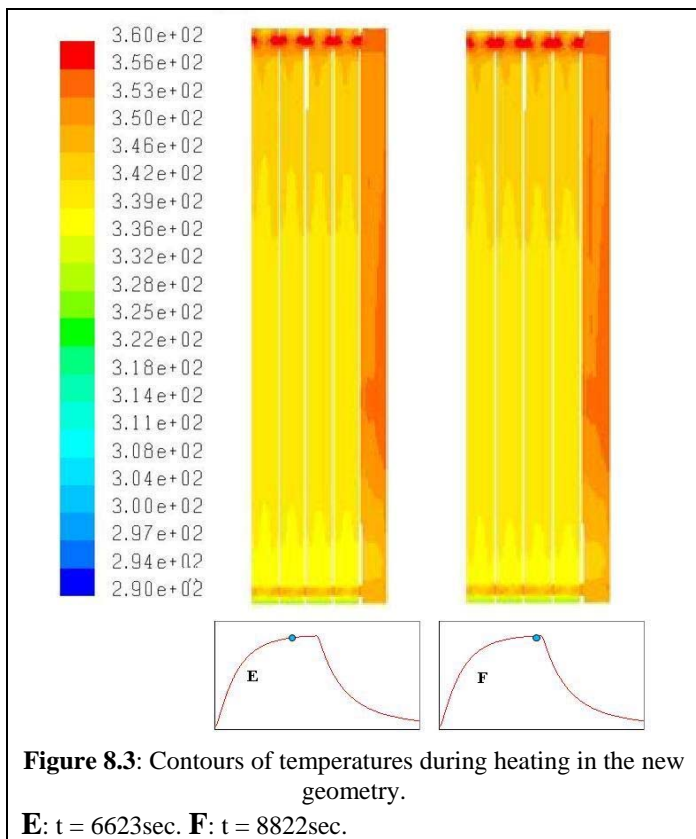 3.60e+02
3.56e+02
3.53e+02
3.50e+02
3.46e+02
3.42e+02
3.39e+02
3.36e+02
3.32e+02
3.28e+02
3.25e+02
3.22e+02
3.18e+02
3.14e+02
3.11e+02
3.08e+02
3.04e+02
3.00e+02
2.97e+02
2.94e+02
2.90e+02
E
F
Figure 8.3: Contours of temperatures during heating in the new
geometry.
E: t = 6623sec. F: t = 8822sec.